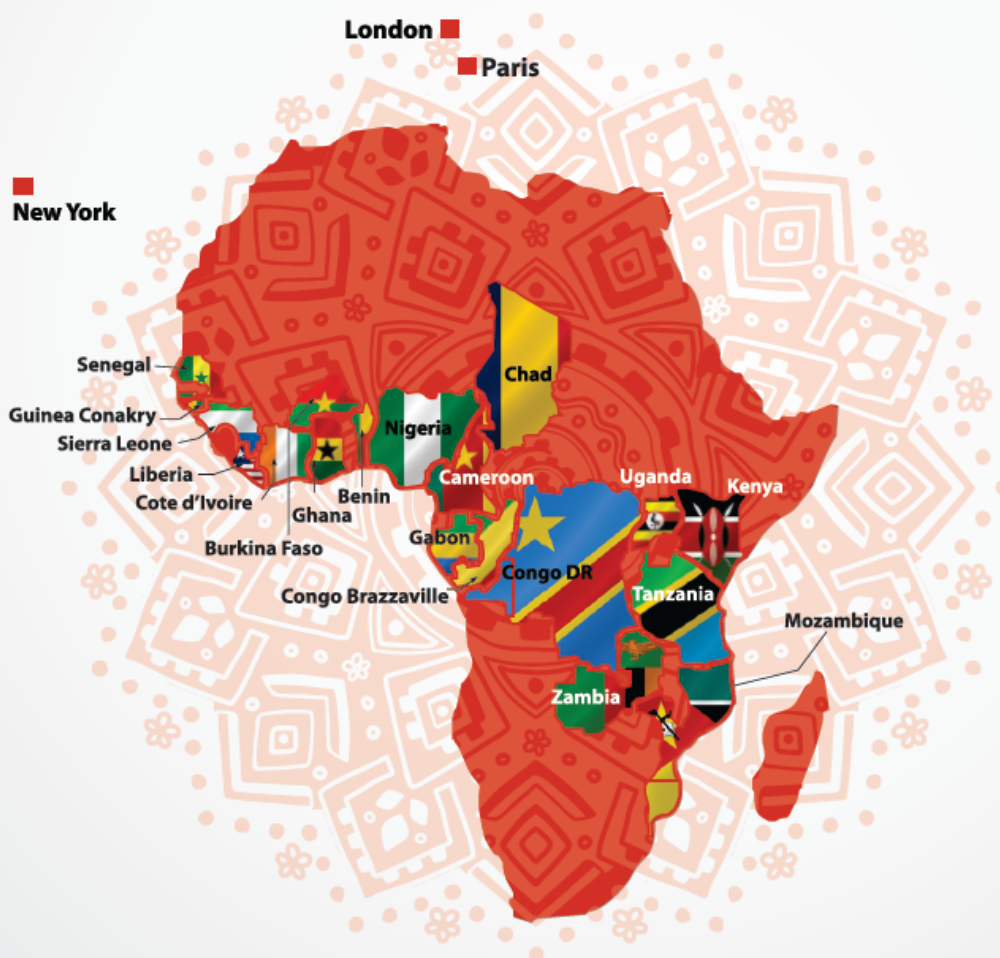 London
Paris
New York
Chad
Senegal
Guinea Conakry
Nigeria
Sierra Leone
Liberia
Cameroon
Uganda
Kenya
Cote d'Ivoire
Benin
Ghana
Gabon
Burkina Faso
Congo DR
Congo Brazzaville
Tanzania
Mozambique
Zambia